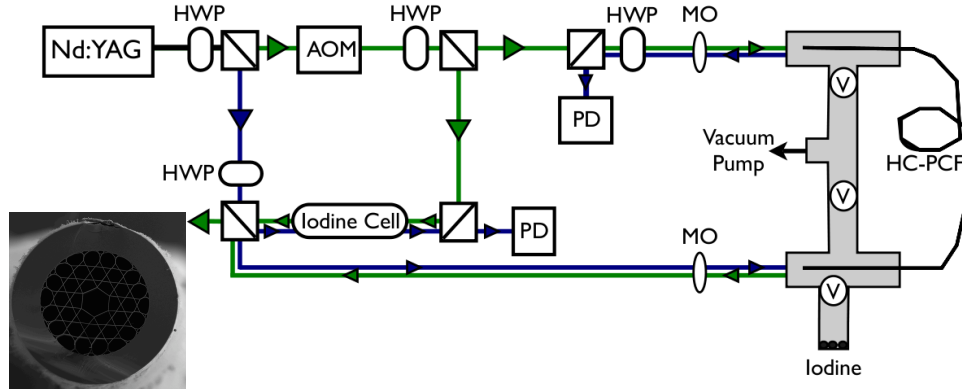 HWP
HWP
HWP
MO
Nd:YAG
AOM
V
PD
Vacuum
Pump
HC-PCF
HWP
V
Iodine Cell
PD
MO
V
Iodine